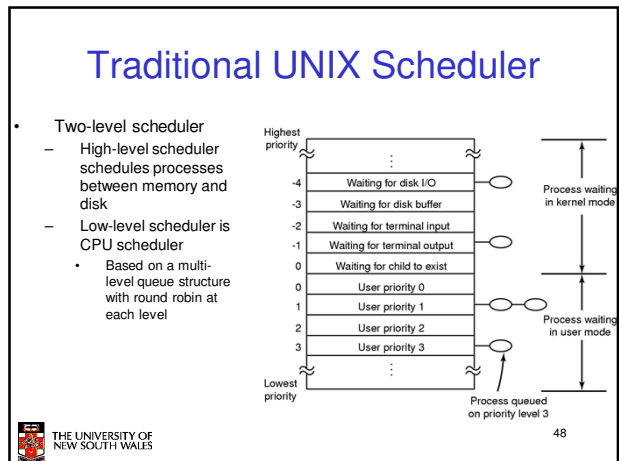 Traditional UNIX Scheduler
• Two-level scheduler
– High-level scheduler
schedules processes
between memory and
disk
– Low-level scheduler is
CPU scheduler
• Based on a multi-
level queue structure
with round robin at
each level
Highest
priority
-4 Waiting for disk I/O
-3 Waiting for disk buffer
-2 Waiting for terminal input
-1 Waiting for terminal output
0 Waiting for child to exist
0 User priority 0
1 User priority 1
2 User priority 2
3 User priority 3
Lowest
priority
Process waiting
in kernel mode
Process waiting
in user mode
Process queued
on priority level 3
THE UNIVERSITY OF
NEW SOUTH WALES
48